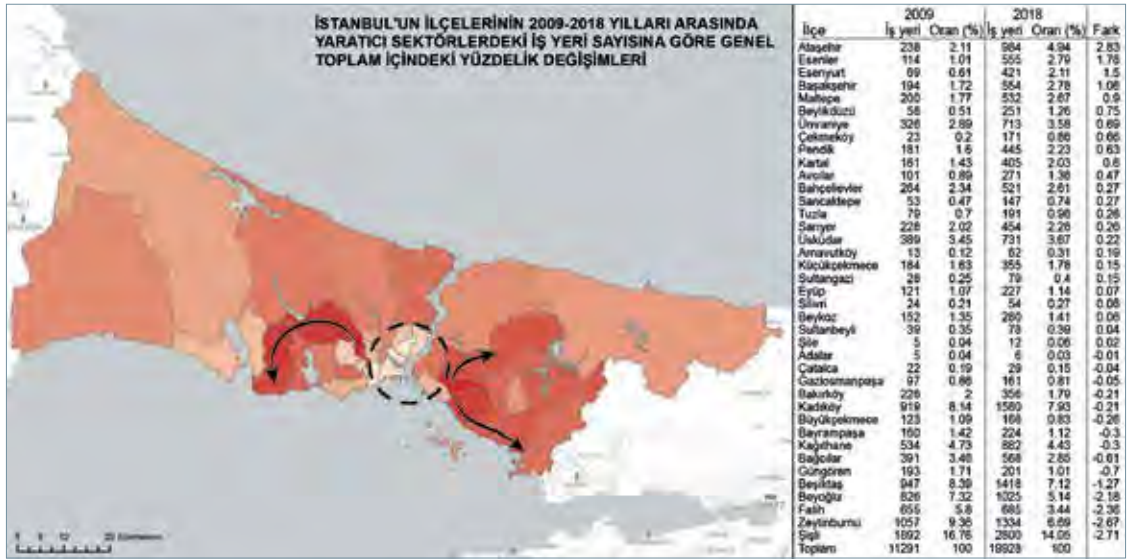 İSTANBUL'UN İLÇELERİNİN 2009-2018 YILLARI ARASINDA
YARATICI SEKTÖRLERDEKİ İŞ YERİ SAYISINA GÖRE GENEL
TOPLAM İÇİNDEKİ YÜZDELİK DEĞİŞİMLERİ
2009 2018
İlçe İş yeri Oran (%) İş yeri Oran (%) Fark
Ataşehir 238 2.11 984 4.94 2.83
Esenler 114 1.01 555 2.79 1.78
Esenyurt 69 0.61 421 2.11 1.5
Başakşehir 194 1.72 554 2.78 1.06
Maltepe 200 1.77 532 2.67 0.9
Beylikdüzü 58 0.51 251 1.26 0.75
Ümraniye 326 2.89 713 3.58 0.69
Çekmeköy 23 0.2 171 0.86 0.66
Pendik 181 1.6 445 2.23 0.63
Kartal 161 1.43 405 2.03 0.6
Avcılar 101 0.89 271 1.36 0.47
Bahçelievler 264 2.34 521 2.61 0.27
Sancaktepe 53 0.47 147 0.74 0.27
Tuzla 79 0.7 191 0.96 0.26
Sarıyer 228 2.02 454 2.28 0.26
Üsküdar 389 3.45 731 3.67 0.22
Arnavutköy 13 0.12 62 0.31 0.19
Küçükçekmece 184 1.63 355 1.78 0.15
Sultangazi 28 0.25 79 0.4 0.15
Eyüp 121 1.07 227 1.14 0.07
Silivri 24 0.21 54 0.27 0.06
Beykoz 152 1.35 280 1.41 0.06
Sultanbeyli 39 0.35 78 0.39 0.04
Şile 5 0.04 12 0.06 0.02
Adalar 5 0.04 6 0.03 -0.01
Çatalca 22 0.19 29 0.15 -0.04
Gaziosmanpaşa 97 0.86 161 0.81 -0.05
Bakırköy 226 2 356 1.79 -0.21
Kadıköy 919 8.14 1580 7.93 -0.21
Büyükçekmece 123 1.09 166 0.83 -0.26
Bayrampaşa 160 1.42 224 1.12 -0.3
Kağıthane 534 4.73 882 4.43 -0.3
Bağcılar 391 3.46 568 2.85 -0.61
Güngören 193 1.71 201 1.01 -0.7
Beşiktaş 947 8.39 1418 7.12 -1.27
Beyoğlu 826 7.32 1025 5.14 -2.18
Fatih 655 5.8 685 3.44 -2.36
Zeytinburnu 1057 9.36 1334 6.69 -2.67
Şişli 1892 16.76 2800 14.05 -2.71
Toplam 11291 100 19928 100